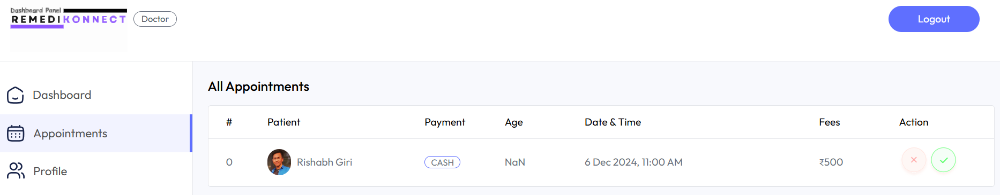 Dashboard Panel
REMEDIKONNECT
Doctor
Logout
Dashboard
Appointments
Profile
All Appointments
# Patient Payment Age Date & Time Fees Action
0 Rishabh Giri CASH NaN 6 Dec 2024, 11:00 AM ₹500